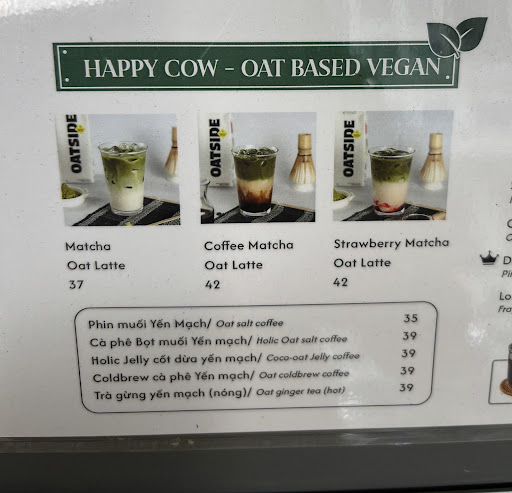 HAPPY COW – OAT BASED VEGAN
OATSIDE
OATSIDE
OATSIDE
Matcha
Oat Latte
37
Coffee Matcha
Oat Latte
42
Strawberry Matcha
Oat Latte
42
Phin muối Yến Mạch/ Oat salt coffee 35
Cà phê Bọt muối Yến mạch/ Holic Oat salt coffee 39
Holic Jelly cốt dừa yến mạch/ Coco-oat Jelly coffee 39
Coldbrew cà phê Yến mạch/ Oat coldbrew coffee 39
Trà gừng yến mạch (nóng)/ Oat ginger tea (hot) 39
Lo
Fra